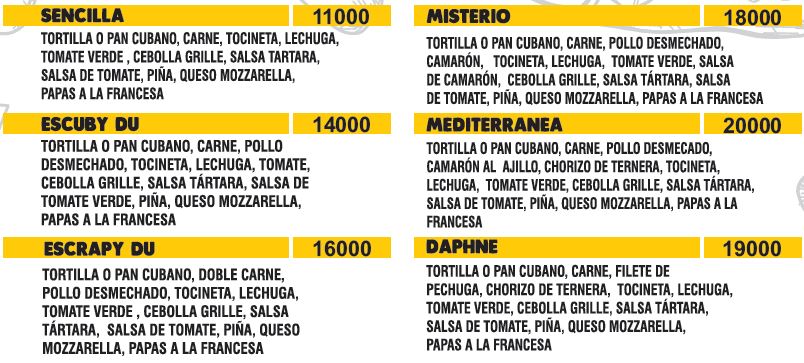 SENCILLA 11000
TORTILLA O PAN CUBANO, CARNE, TOCINETA, LECHUGA,
TOMATE VERDE , CEBOLLA GRILLE, SALSA TARTARA,
SALSA DE TOMATE, PIÑA, QUESO MOZZARELLA,
PAPAS A LA FRANCESA
ESCUBY DU 14000
TORTILLA O PAN CUBANO, CARNE, POLLO
DESMECHADO, TOCINETA, LECHUGA, TOMATE,
CEBOLLA GRILLE, SALSA TÁRTARA, SALSA DE
TOMATE VERDE, PIÑA, QUESO MOZZARELLA,
PAPAS A LA FRANCESA
ESCRAPY DU 16000
TORTILLA O PAN CUBANO, DOBLE CARNE,
POLLO DESMECHADO, TOCINETA, LECHUGA,
TOMATE VERDE , CEBOLLA GRILLE, SALSA
TÁRTARA, SALSA DE TOMATE, PIÑA, QUESO
MOZZARELLA, PAPAS A LA FRANCESA
MISTERIO 18000
TORTILLA O PAN CUBANO, CARNE, POLLO DESMECHADO,
CAMARÓN, TOCINETA, LECHUGA, TOMATE VERDE, SALSA
DE CAMARÓN, CEBOLLA GRILLE, SALSA TÁRTARA, SALSA
DE TOMATE, PIÑA, QUESO MOZZARELLA, PAPAS A LA FRANCESA
MEDITERRANEA 20000
TORTILLA O PAN CUBANO, CARNE, POLLO DESMECADO,
CAMARÓN AL AJILLO, CHORIZO DE TERNERA, TOCINETA,
LECHUGA, TOMATE VERDE, CEBOLLA GRILLE, SALSA TÁRTARA,
SALSA DE TOMATE, PIÑA, QUESO MOZZARELLA, PAPAS A LA
FRANCESA
DAPHNE 19000
TORTILLA O PAN CUBANO, CARNE, FILETE DE
PECHUGA, CHORIZO DE TERNERA, TOCINETA, LECHUGA,
TOMATE VERDE, CEBOLLA GRILLE, SALSA TÁRTARA,
SALSA DE TOMATE, PIÑA, QUESO MOZZARELLA,
PAPAS A LA FRANCESA